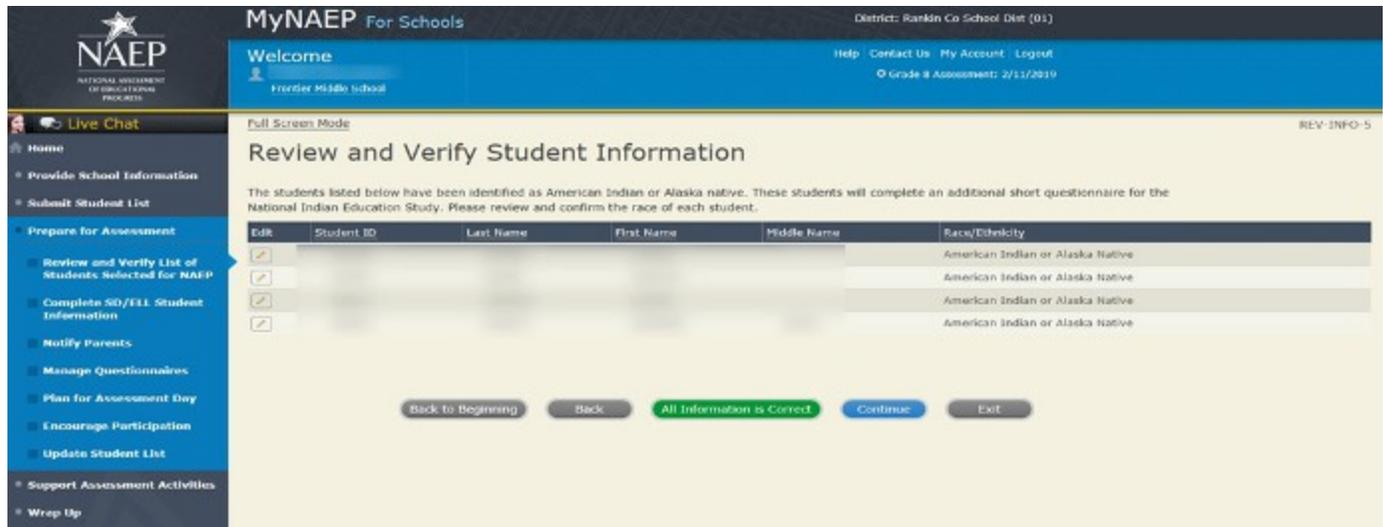 MyNAEP For Schools
District: Rankin Co School Dist (01)
NAEP
NATIONAL ASSESSMENT
OF EDUCATIONAL
PROGRESS
Welcome
Help Contact Us My Account Logout
Grade 8 Assessment: 2/11/2019
Frontier Middle School
Live Chat
Home
Provide School Information
Submit Student List
Prepare for Assessment
Review and Verify List of
Students Selected for NAEP
Complete SD/ELL Student
Information
Notify Parents
Manage Questionnaires
Plan for Assessment Day
Encourage Participation
Update Student List
Support Assessment Activities
Wrap Up
Full Screen Mode
REV-INFO-5
Review and Verify Student Information
The students listed below have been identified as American Indian or Alaska native. These students will complete an additional short questionnaire for the
National Indian Education Study. Please review and confirm the race of each student.
Edit Student ID Last Name First Name Middle Name Race/Ethnicity
American Indian or Alaska Native
American Indian or Alaska Native
American Indian or Alaska Native
American Indian or Alaska Native
Back to Beginning Back All Information is Correct Continue Exit